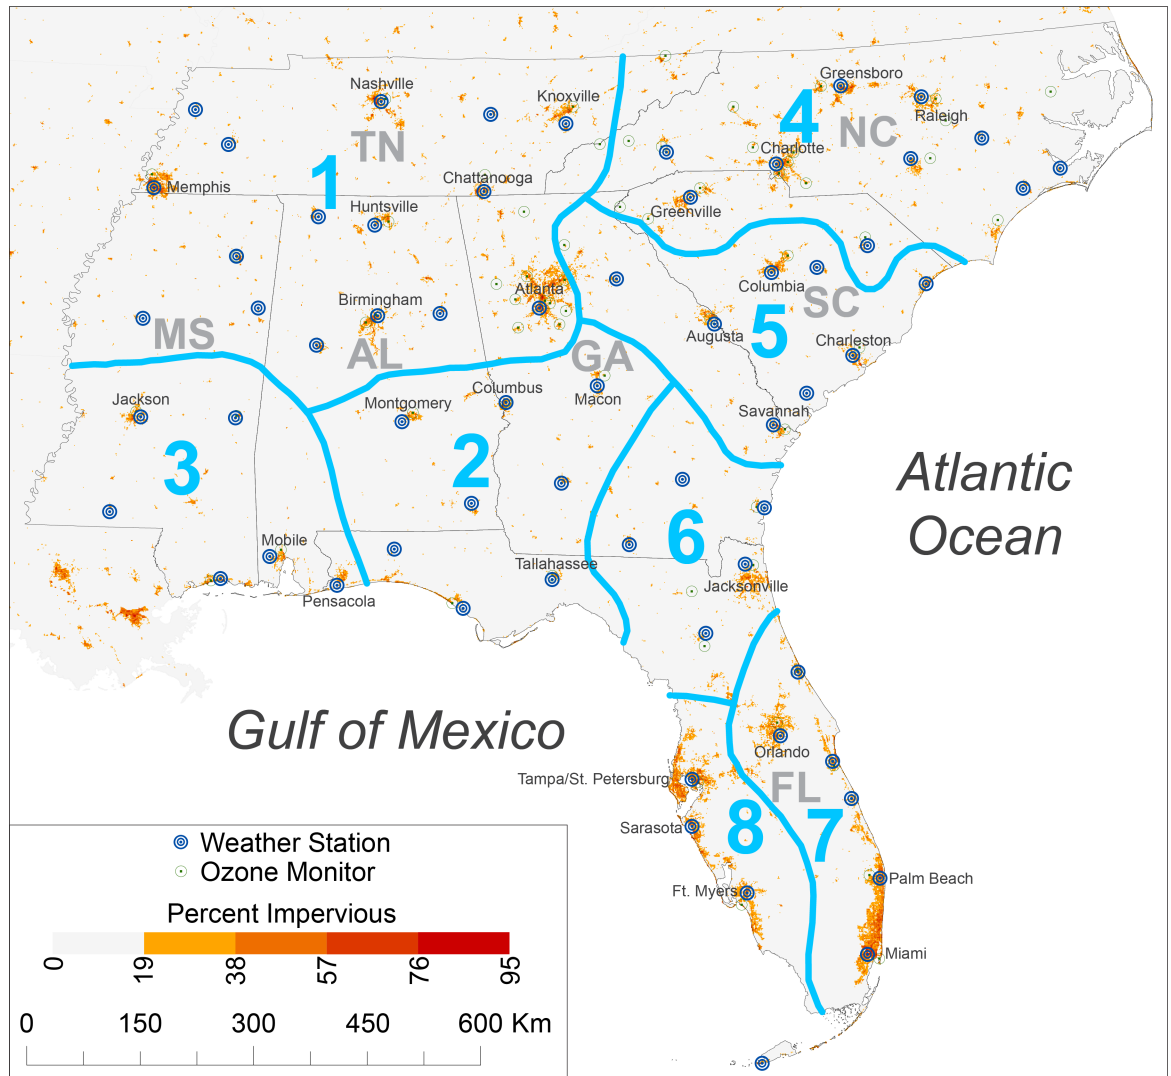 Nashville
Knoxville
TN
Memphis
1
Chattanooga
Huntsville
Greensboro
4
NC
Raleigh
Charlotte
Greenville
Atlanta
Birmingham
MS
AL
GA
Columbia
SC
Augusta
5
Charleston
Jackson
Columbus
Macon
Montgomery
Savannah
3
2
6
Mobile
Tallahassee
Pensacola
Jacksonville
Atlantic
Ocean
Gulf of Mexico
Orlando
Tampa/St. Petersburg
FL
Sarasota
8
7
Ft. Myers
Palm Beach
Miami
Weather Station
Ozone Monitor
Percent Impervious
0 19 38 57 76 95
0 150 300 450 600 Km